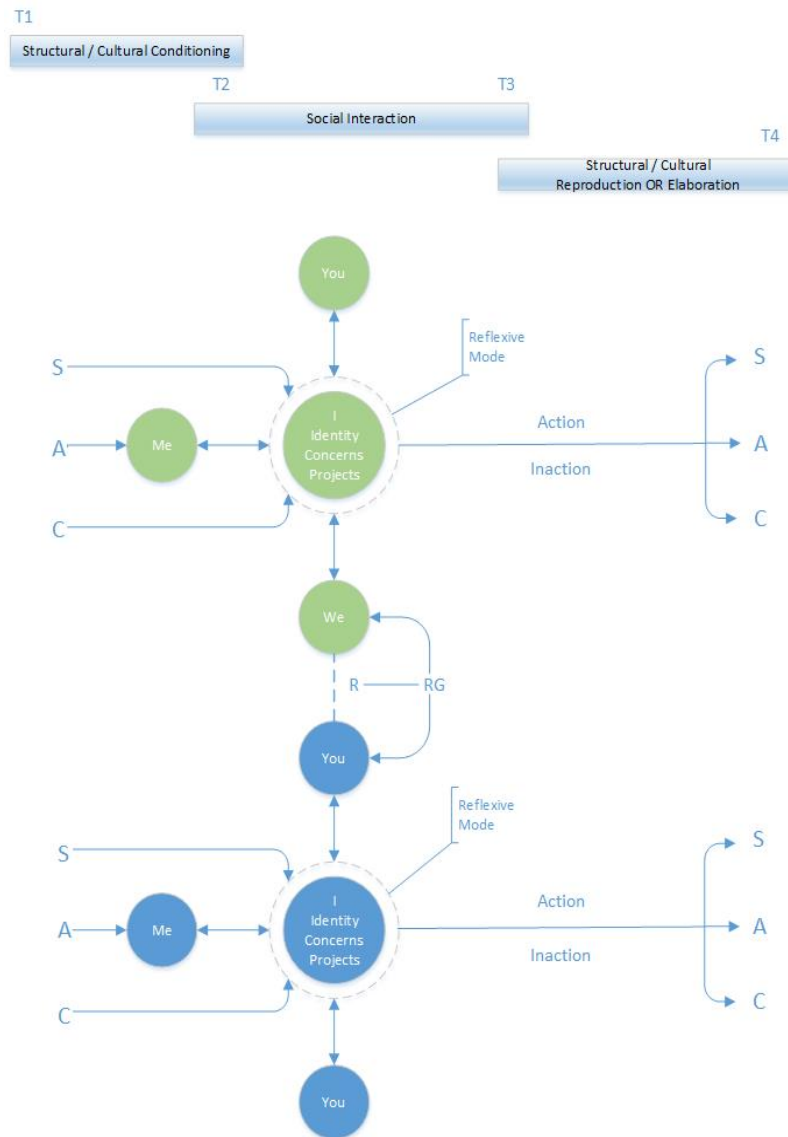 T1
Structural / Cultural Conditioning
T2
T3
Social Interaction
T4
Structural / Cultural
Reproduction OR Elaboration
You
Reflexive
Mode
S
S
A
Me
I
Identity
Concerns
Projects
Action
Inaction
A
C
C
We
R
RG
You
Reflexive
Mode
S
S
A
Me
I
Identity
Concerns
Projects
Action
Inaction
A
C
C
You